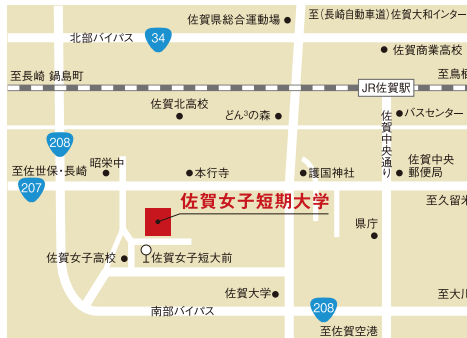 佐賀県総合運動場
至(長崎自動車道)佐賀大和インター
北部バイパス
34
佐賀商業高校
至長崎 鍋島町
至鳥栖
JR佐賀駅
佐賀北高校
どん³の森
バスセンター
佐賀中央通り
208
昭栄中
至佐世保・長崎
207
本行寺
護国神社
佐賀中央
郵便局
佐賀女子短期大学
至久留米
県庁
佐賀女子高校
佐賀女子短大前
佐賀大学
至大川
南部バイパス
208
至佐賀空港